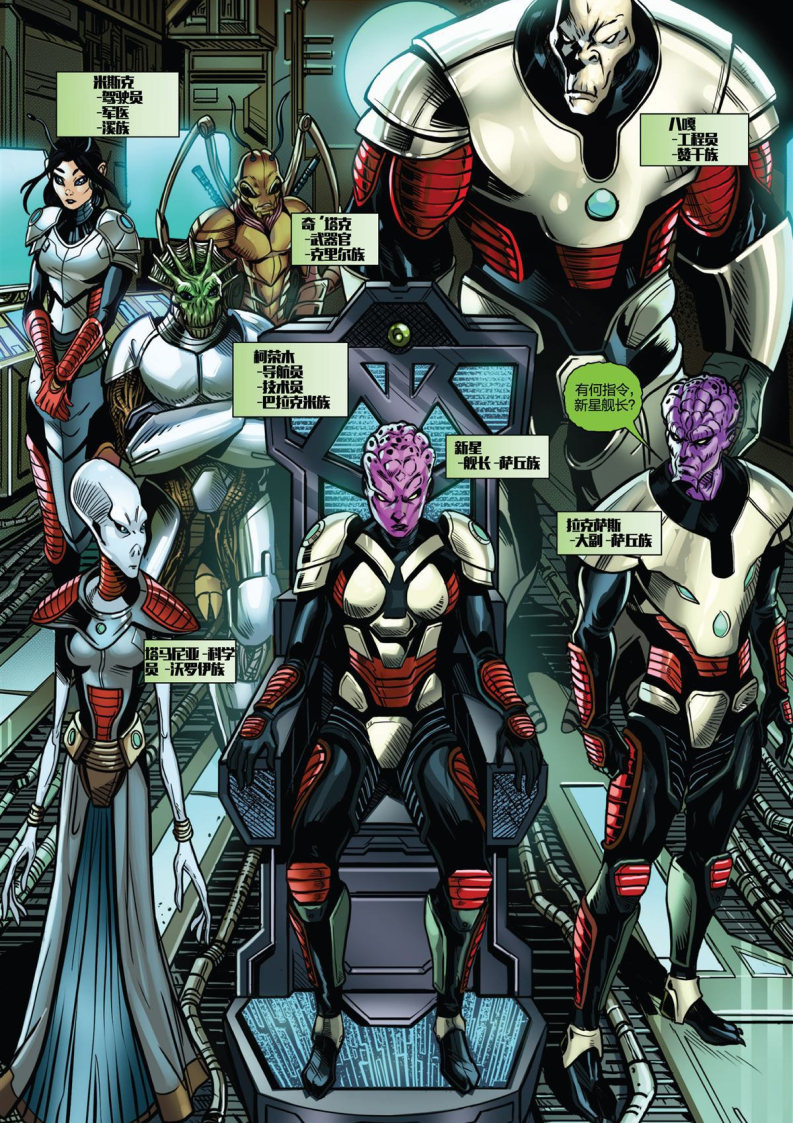 米斯克
-驾驶员
-军医
-溪族
八嘎
-工程员
-赞干族
奇‘塔克
-武器官
-克里尔族
柯荣木
-导航员
-技术员
-巴拉克米族
有何指令，
新星舰长?
新星
-舰长 -萨丘族
拉克萨斯
-大副 -萨丘族
塔马尼亚 -科学
员 -沃罗伊族